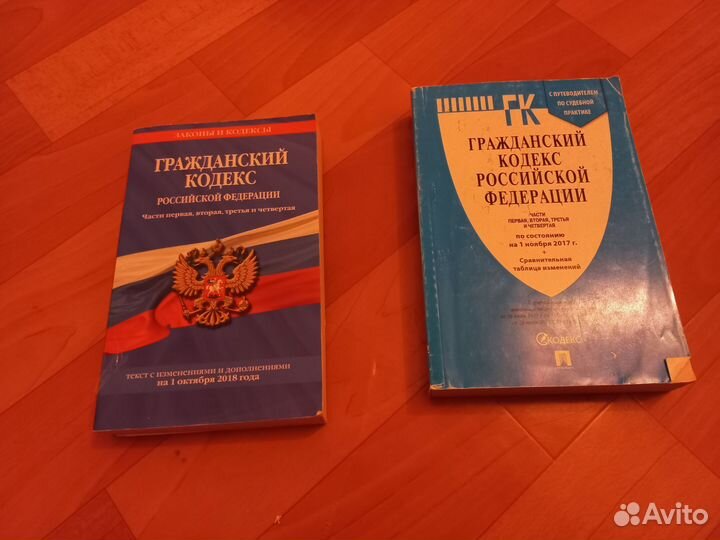 ЗАКОНЫ И КОДЕКСЫ
ГРАЖДАНСКИЙ
КОДЕКС
РОССИЙСКОЙ ФЕДЕРАЦИИ
Части первая, вторая, третья и четвертая
ТЕКСТ С ИЗМЕНЕНИЯМИ И ДОПОЛНЕНИЯМИ
на 1 октября 2018 года
ГК
С ПУТЕВОДИТЕЛЕМ
ПО СУДЕБНОЙ
ПРАКТИКЕ
ГРАЖДАНСКИЙ
КОДЕКС
РОССИЙСКОЙ
ФЕДЕРАЦИИ
ЧАСТИ
ПЕРВАЯ, ВТОРАЯ, ТРЕТЬЯ
И ЧЕТВЕРТАЯ
по состоянию
на 1 ноября 2017 г.
+
Сравнительная
таблица изменений
КОДЕКС
Avito